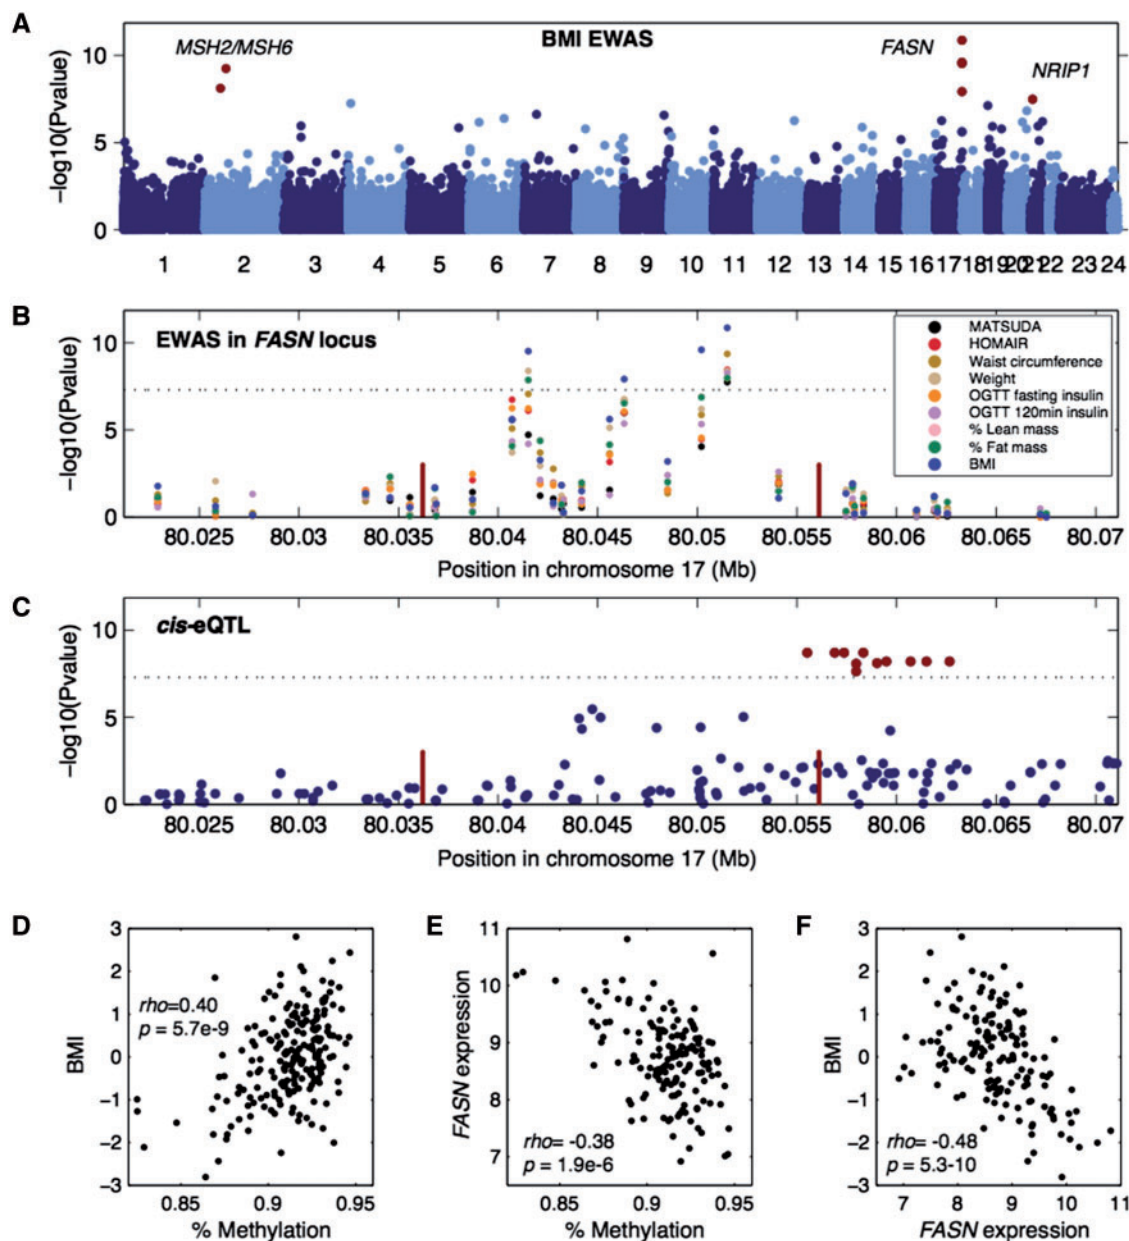 A
BMI EWAS
MSH2/MSH6
FASN
NRIP1
−log10(Pvalue)
10
5
0
1 2 3 4 5 6 7 8 9 10 11 12 13 14 15 16 17 18 19 20 21 22 23 24
B
EWAS in FASN locus
−log10(Pvalue)
10
5
0
MATSUDA
HOMAIR
Waist circumference
Weight
OGTT fasting insulin
OGTT 120min insulin
% Lean mass
% Fat mass
BMI
80.025 80.03 80.035 80.04 80.045 80.05 80.055 80.06 80.065 80.07
Position in chromosome 17 (Mb)
C
cis-eQTL
−log10(Pvalue)
10
5
0
80.025 80.03 80.035 80.04 80.045 80.05 80.055 80.06 80.065 80.07
Position in chromosome 17 (Mb)
D
BMI
3
2
1
0
−1
−2
−3
rho=0.40
p = 5.7e-9
0.85 0.9 0.95
% Methylation
E
FASN expression
11
10
9
8
7
rho= -0.38
p = 1.9e-6
0.85 0.9 0.95
% Methylation
F
BMI
3
2
1
0
−1
−2
−3
rho= -0.48
p = 5.3-10
7 8 9 10 11
FASN expression